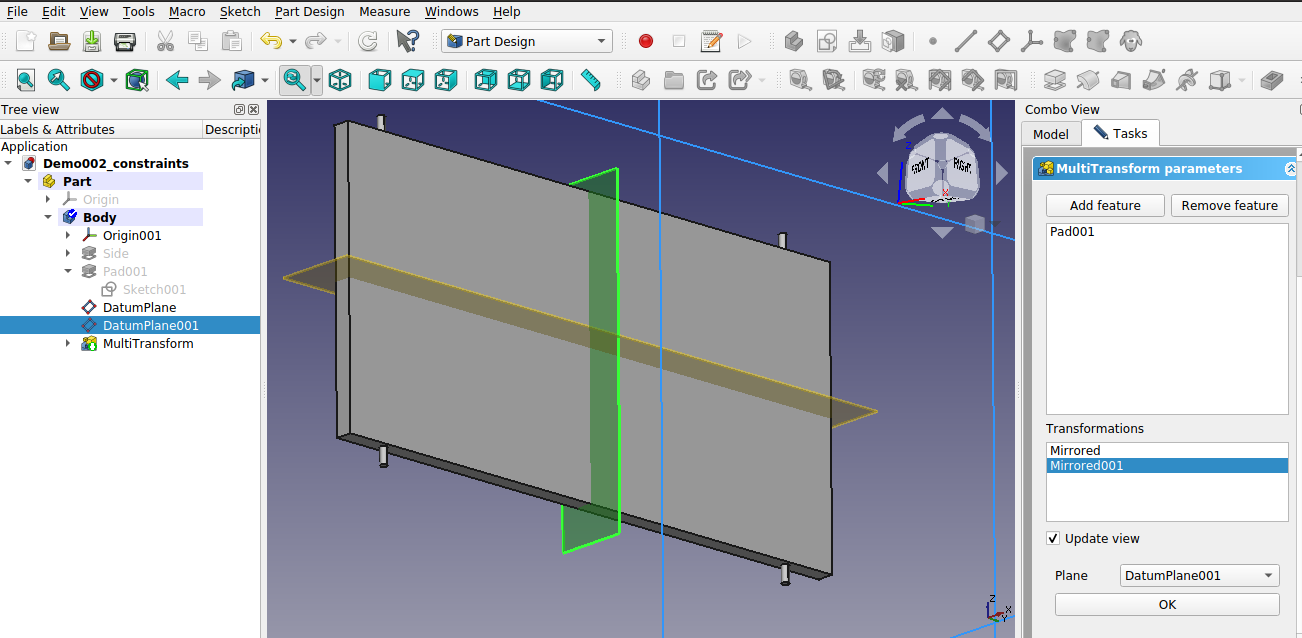 File Edit View Tools Macro Sketch Part Design Measure Windows Help
Part Design
Tree view
Labels & Attributes Descripti
Application
Demo002_constraints
Part
Origin
Body
Origin001
Side
Pad001
Sketch001
DatumPlane
DatumPlane001
MultiTransform
Z
FRONT RIGHT
X
Z
X
Y
Combo View
Model Tasks
MultiTransform parameters
Add feature Remove feature
Pad001
Transformations
Mirrored
Mirrored001
Update view
Plane DatumPlane001
OK